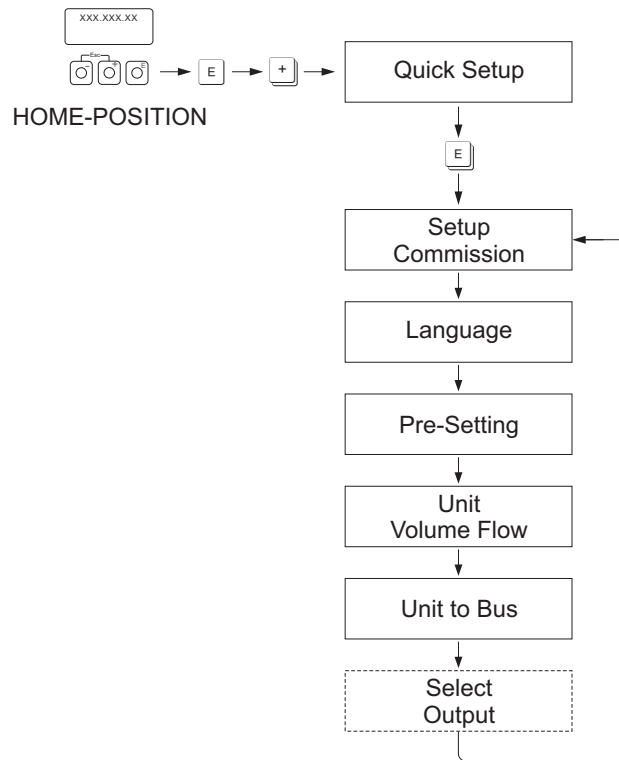 xxx.xxx.xx
Esc
- + E
E
+
Quick Setup
HOME-POSITION
E
Setup
Commission
Language
Pre-Setting
Unit
Volume Flow
Unit to Bus
Select
Output